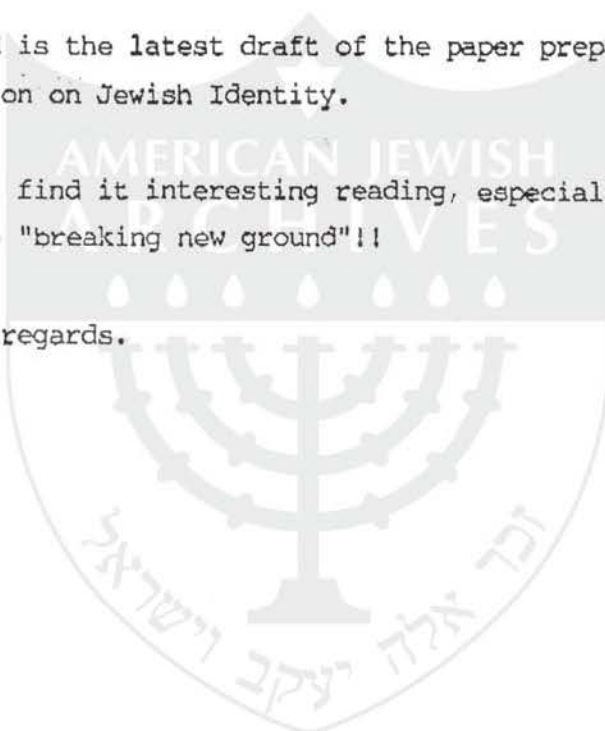 is the latest draft of the paper prep
on on Jewish Identity.
AMERICAN JEWISH
find it interesting reading, especial
ARCHIVES
"breaking new ground"!!
regards.
זכר אלה יעקב וישראל